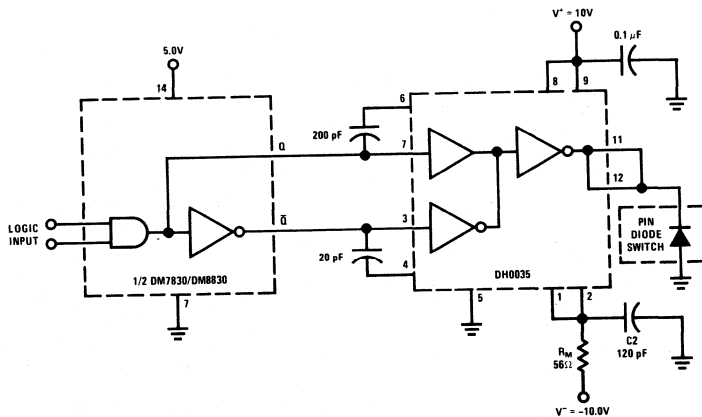 V⁺ = 10V
0.1 μF
5.0V
14
8
9
6
200 pF
Q
7
11
12
LOGIC
INPUT
Q̄
3
20 pF
4
PIN
DIODE
SWITCH
1/2 DM7830/DM8830
DH0035
7
5
1
2
R_M
56Ω
C2
120 pF
V⁻ = −10.0V